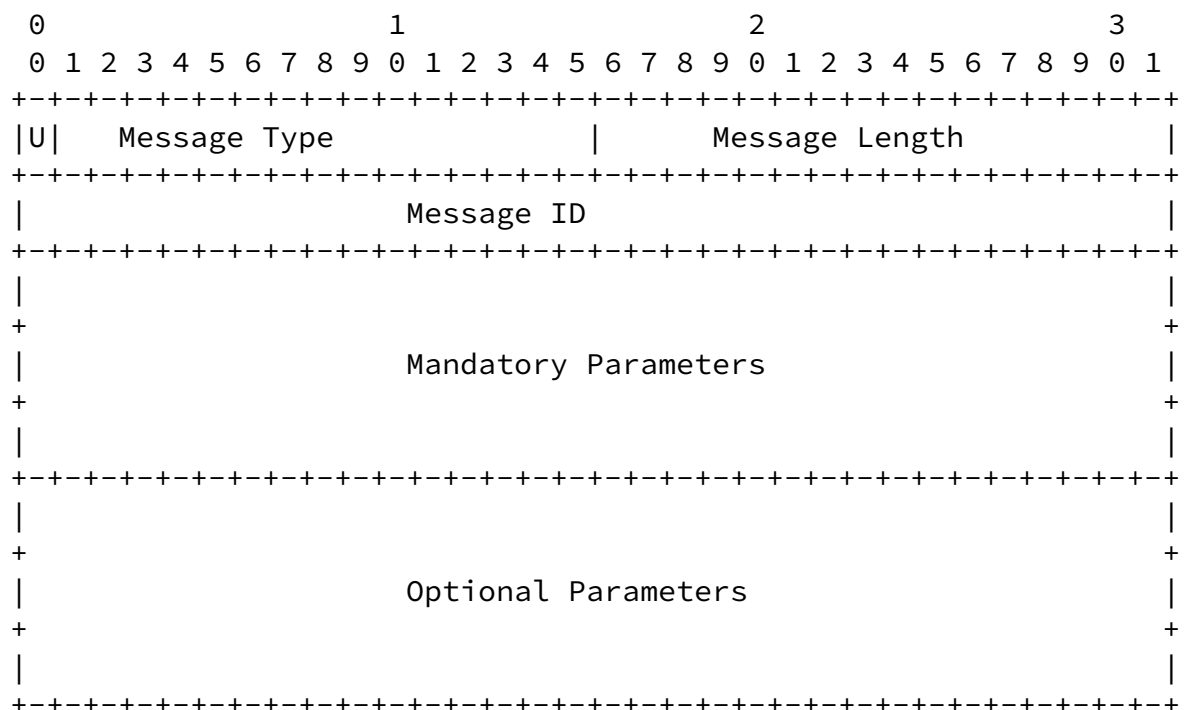 0                   1                   2                   3
 0 1 2 3 4 5 6 7 8 9 0 1 2 3 4 5 6 7 8 9 0 1 2 3 4 5 6 7 8 9 0 1
+-+-+-+-+-+-+-+-+-+-+-+-+-+-+-+-+-+-+-+-+-+-+-+-+-+-+-+-+-+-+-+-+
|U|   Message Type              |      Message Length           |
+-+-+-+-+-+-+-+-+-+-+-+-+-+-+-+-+-+-+-+-+-+-+-+-+-+-+-+-+-+-+-+-+
|                     Message ID                                |
+-+-+-+-+-+-+-+-+-+-+-+-+-+-+-+-+-+-+-+-+-+-+-+-+-+-+-+-+-+-+-+-+
|                                                               |
+                                                               +
|                     Mandatory Parameters                      |
+                                                               +
|                                                               |
+-+-+-+-+-+-+-+-+-+-+-+-+-+-+-+-+-+-+-+-+-+-+-+-+-+-+-+-+-+-+-+-+
|                                                               |
+                                                               +
|                     Optional Parameters                       |
+                                                               +
|                                                               |
+-+-+-+-+-+-+-+-+-+-+-+-+-+-+-+-+-+-+-+-+-+-+-+-+-+-+-+-+-+-+-+-+